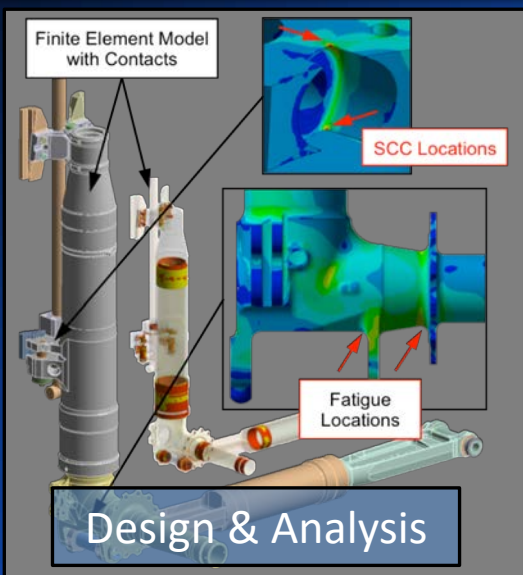 Finite Element Model
with Contacts
SCC Locations
Fatigue
Locations
Design & Analysis